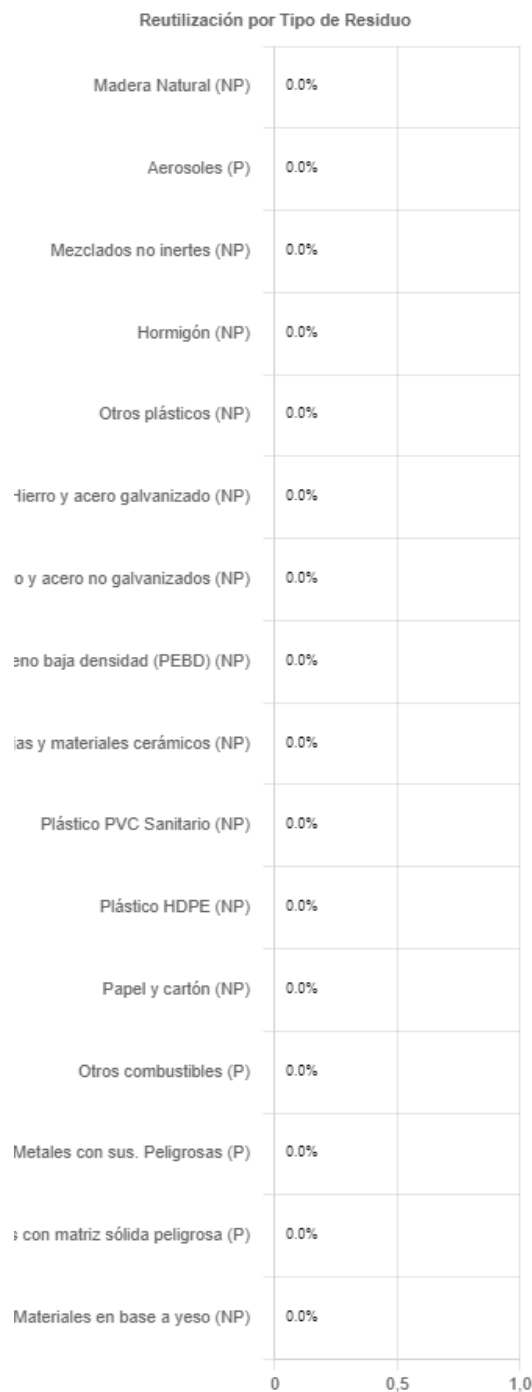 Reutilización por Tipo de Residuo
Madera Natural (NP) 0.0%
Aerosoles (P) 0.0%
Mezclados no inertes (NP) 0.0%
Hormigón (NP) 0.0%
Otros plásticos (NP) 0.0%
Hierro y acero galvanizado (NP) 0.0%
o y acero no galvanizados (NP) 0.0%
eno baja densidad (PEBD) (NP) 0.0%
jas y materiales cerámicos (NP) 0.0%
Plástico PVC Sanitario (NP) 0.0%
Plástico HDPE (NP) 0.0%
Papel y cartón (NP) 0.0%
Otros combustibles (P) 0.0%
Metales con sus. Peligrosas (P) 0.0%
s con matriz sólida peligrosa (P) 0.0%
Materiales en base a yeso (NP) 0.0%
0 0,5 1,0